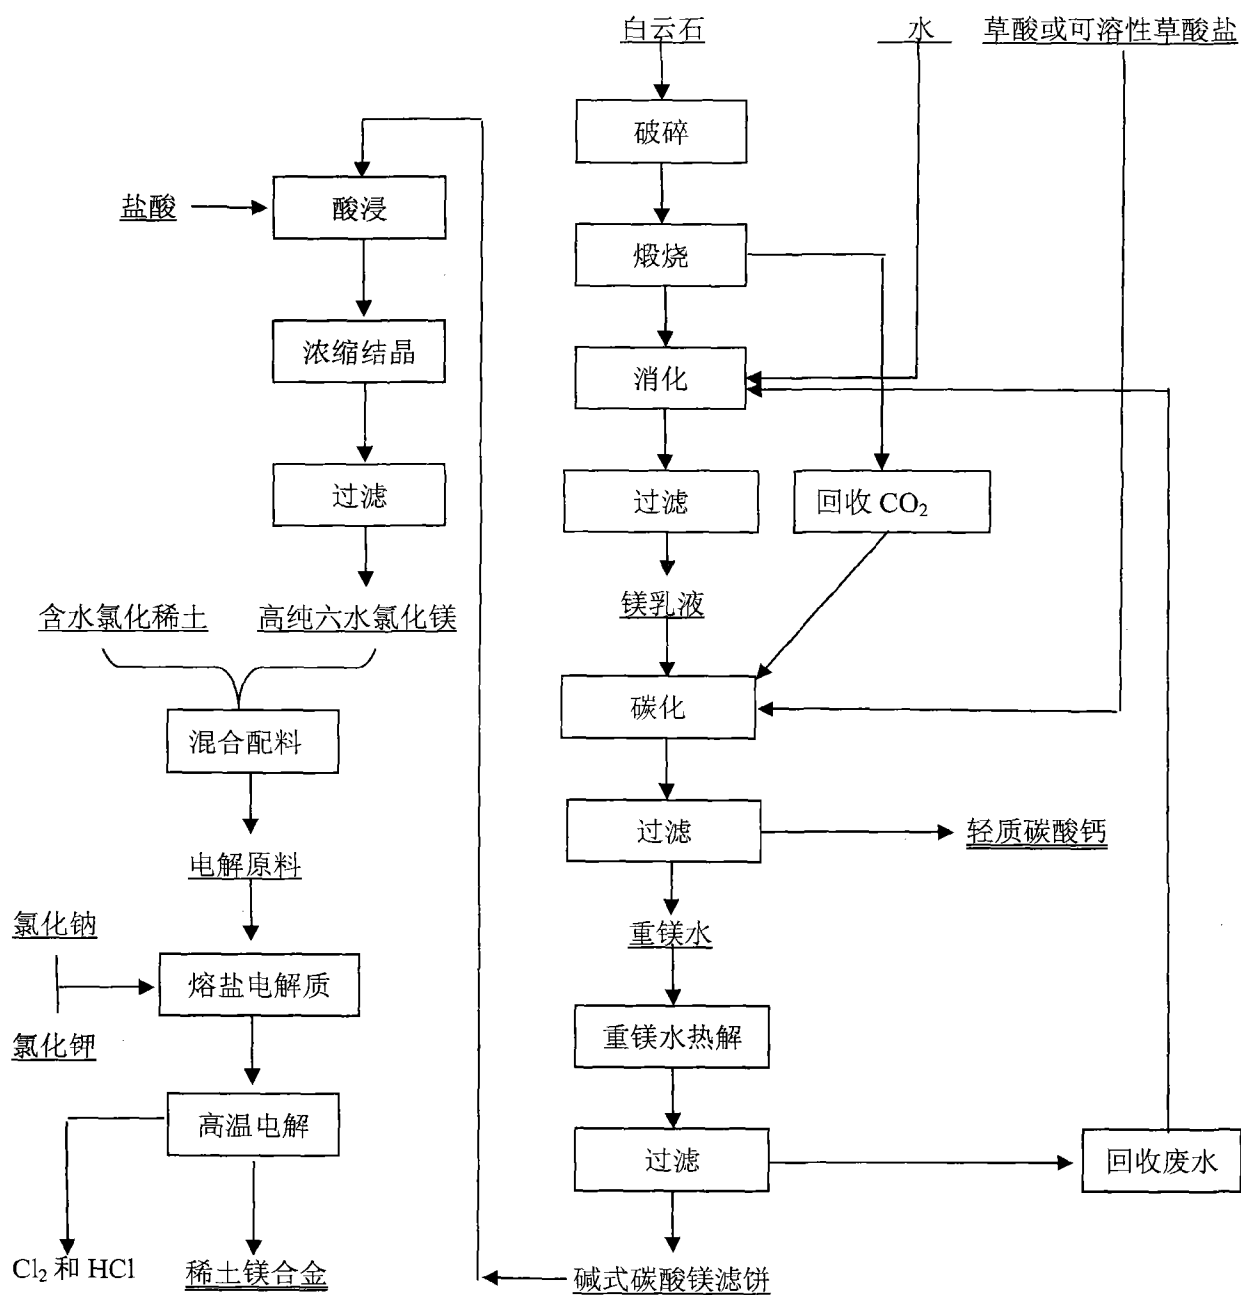 白云石
水
草酸或可溶性草酸盐
破碎
盐酸
酸浸
煅烧
浓缩结晶
消化
过滤
过滤
回收 CO₂
含水氯化稀土
高纯六水氯化镁
镁乳液
碳化
混合配料
过滤
轻质碳酸钙
电解原料
氯化钠
重镁水
熔盐电解质
氯化钾
重镁水热解
高温电解
过滤
回收废水
Cl₂ 和 HCl
稀土镁合金
碱式碳酸镁滤饼